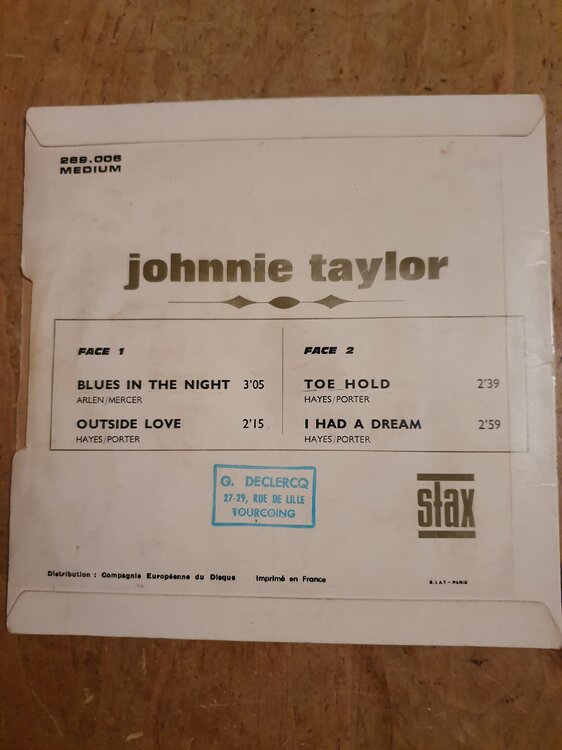 269.006
MEDIUM
johnnie taylor
FACE 1
BLUES IN THE NIGHT 3'05
ARLEN/MERCER
OUTSIDE LOVE 2'15
HAYES/PORTER
FACE 2
TOE HOLD 2'39
HAYES/PORTER
I HAD A DREAM 2'59
HAYES/PORTER
G. DECLERCQ
27-29, RUE DE LILLE
TOURCOING
stax
Distribution : Compagnie Européenne du Disque Imprimé en France
D.I.A.T. - PARIS